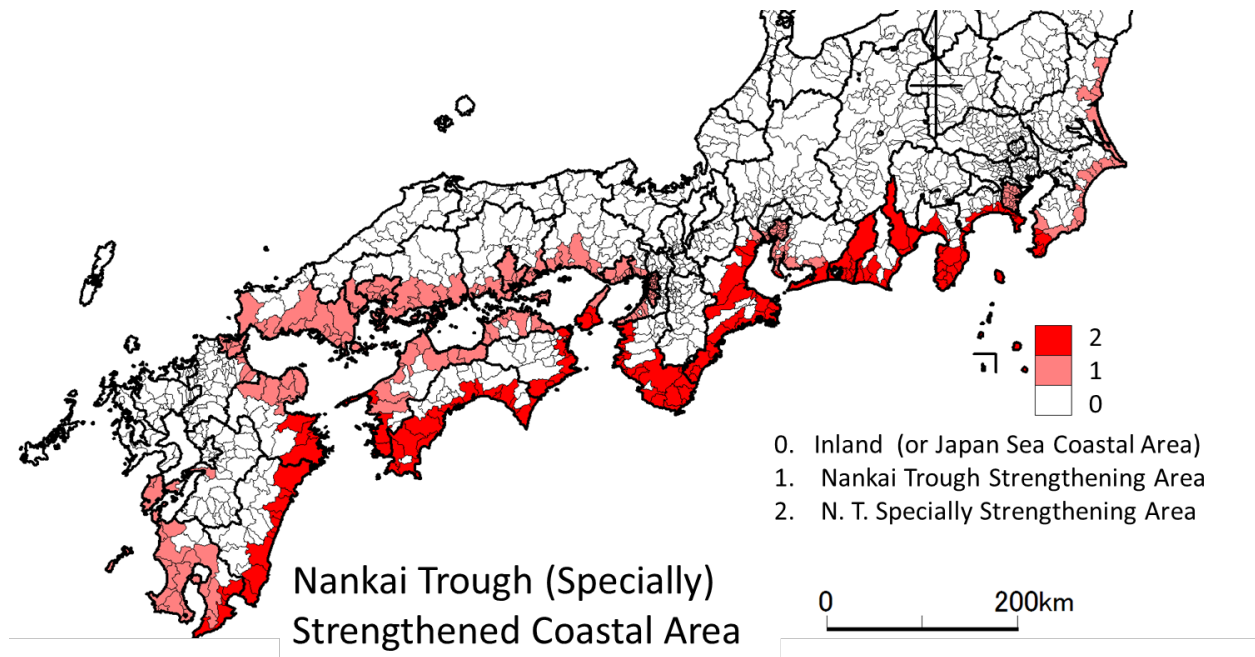 2
1
0
0. Inland (or Japan Sea Coastal Area)
1. Nankai Trough Strengthening Area
2. N. T. Specially Strengthening Area
Nankai Trough (Specially)
Strengthened Coastal Area
0 200km